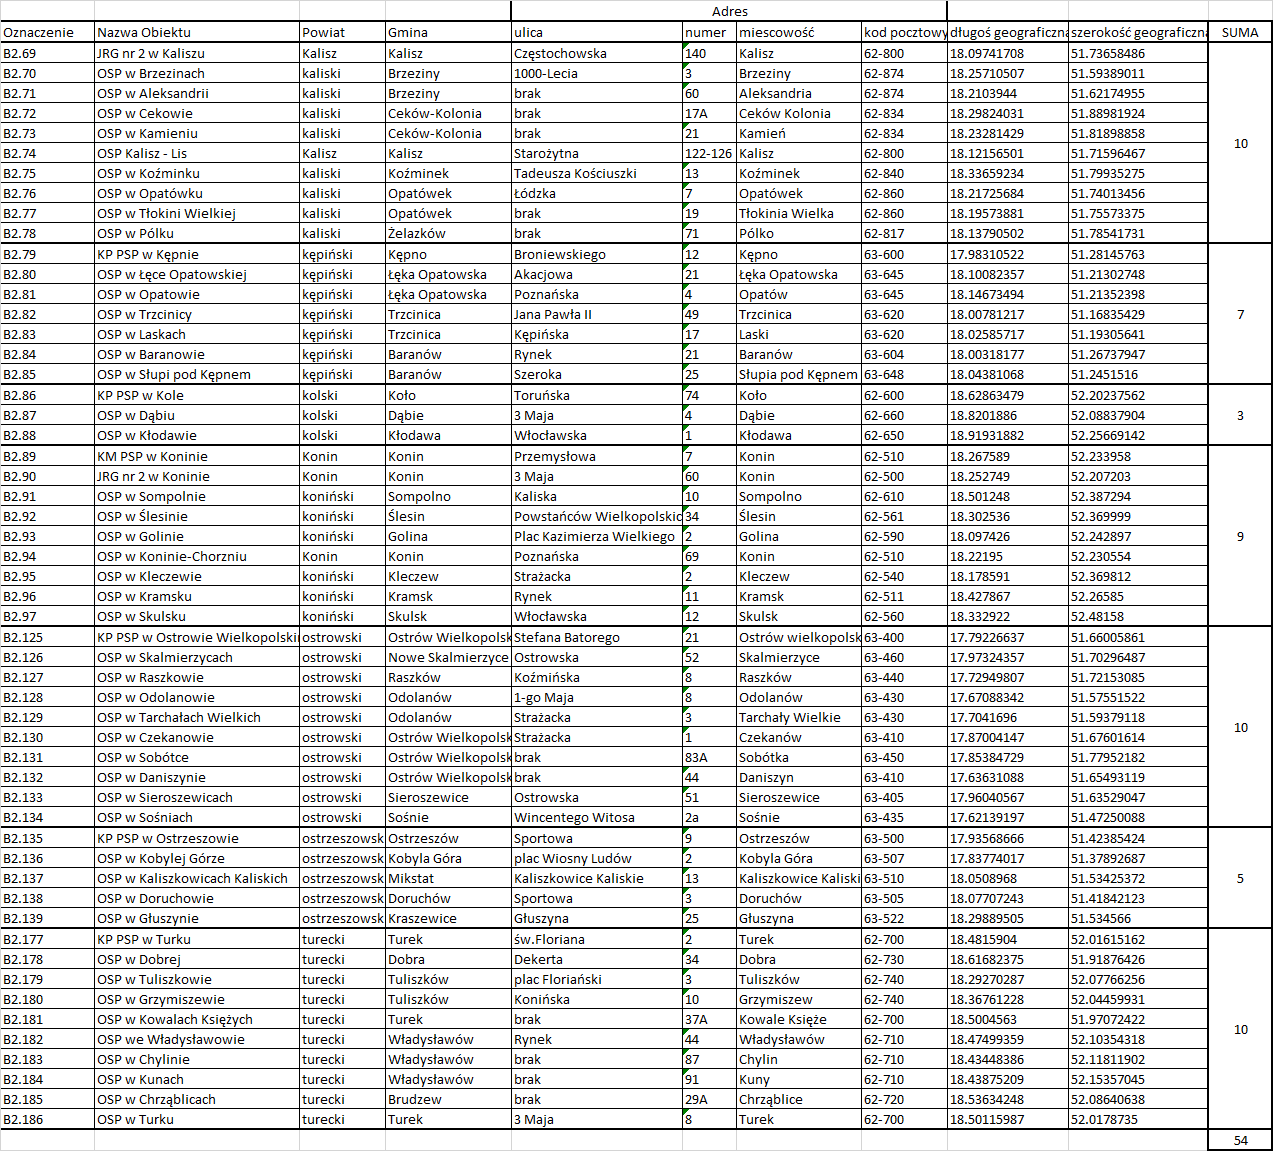 Adres
Oznaczenie Nazwa Obiektu Powiat Gmina ulica numer miescowość kod pocztowy długoś geograficzna szerokość geograficzna SUMA
B2.69 JRG nr 2 w Kaliszu Kalisz Kalisz Częstochowska 140 Kalisz 62-800 18.09741708 51.73658486
B2.70 OSP w Brzezinach kaliski Brzeziny 1000-Lecia 3 Brzeziny 62-874 18.25710507 51.59389011
B2.71 OSP w Aleksandrii kaliski Brzeziny brak 60 Aleksandria 62-874 18.2103944 51.62174955
B2.72 OSP w Cekowie kaliski Ceków-Kolonia brak 17A Ceków Kolonia 62-834 18.29824031 51.88981924
B2.73 OSP w Kamieniu kaliski Ceków-Kolonia brak 21 Kamień 62-834 18.23281429 51.81898858
B2.74 OSP Kalisz - Lis Kalisz Kalisz Starożytna 122-126 Kalisz 62-800 18.12156501 51.71596467
10
B2.75 OSP w Koźminku kaliski Koźminek Tadeusza Kościuszki 13 Koźminek 62-840 18.33659234 51.79935275
B2.76 OSP w Opatówku kaliski Opatówek Łódzka 7 Opatówek 62-860 18.21725684 51.74013456
B2.77 OSP w Tłokini Wielkiej kaliski Opatówek brak 19 Tłokinia Wielka 62-860 18.19573881 51.75573375
B2.78 OSP w Pólku kaliski Żelazków brak 71 Pólko 62-817 18.13790502 51.78541731
B2.79 KP PSP w Kępnie kępiński Kępno Broniewskiego 12 Kępno 63-600 17.98310522 51.28145763
B2.80 OSP w Łęce Opatowskiej kępiński Łęka Opatowska Akacjowa 21 Łęka Opatowska 63-645 18.10082357 51.21302748
B2.81 OSP w Opatowie kępiński Łęka Opatowska Poznańska 4 Opatów 63-645 18.14673494 51.21352398
B2.82 OSP w Trzcinicy kępiński Trzcinica Jana Pawła II 49 Trzcinica 63-620 18.00781217 51.16835429 7
B2.83 OSP w Laskach kępiński Trzcinica Kępińska 17 Laski 63-620 18.02585717 51.19305641
B2.84 OSP w Baranowie kępiński Baranów Rynek 21 Baranów 63-604 18.00318177 51.26737947
B2.85 OSP w Słupi pod Kępnem kępiński Baranów Szeroka 25 Słupia pod Kępnem 63-648 18.04381068 51.2451516
B2.86 KP PSP w Kole kolski Koło Toruńska 74 Koło 62-600 18.62863479 52.20237562
B2.87 OSP w Dąbiu kolski Dąbie 3 Maja 4 Dąbie 62-660 18.8201886 52.08837904 3
B2.88 OSP w Kłodawie kolski Kłodawa Włocławska 1 Kłodawa 62-650 18.91931882 52.25669142
B2.89 KM PSP w Koninie Konin Konin Przemysłowa 7 Konin 62-510 18.267589 52.233958
B2.90 JRG nr 2 w Koninie Konin Konin 3 Maja 60 Konin 62-500 18.252749 52.207203
B2.91 OSP w Sompolnie koniński Sompolno Kaliska 10 Sompolno 62-610 18.501248 52.387294
B2.92 OSP w Ślesinie koniński Ślesin Powstańców Wielkopolskic 34 Ślesin 62-561 18.302536 52.369999
B2.93 OSP w Golinie koniński Golina Plac Kazimierza Wielkiego 2 Golina 62-590 18.097426 52.242897 9
B2.94 OSP w Koninie-Chorzniu Konin Konin Poznańska 69 Konin 62-510 18.22195 52.230554
B2.95 OSP w Kleczewie koniński Kleczew Strażacka 2 Kleczew 62-540 18.178591 52.369812
B2.96 OSP w Kramsku koniński Kramsk Rynek 11 Kramsk 62-511 18.427867 52.26585
B2.97 OSP w Skulsku koniński Skulsk Włocławska 12 Skulsk 62-560 18.332922 52.48158
B2.125 KP PSP w Ostrowie Wielkopolskin ostrowski Ostrów Wielkopolsk Stefana Batorego 21 Ostrów wielkopolsk 63-400 17.79226637 51.66005861
B2.126 OSP w Skalmierzycach ostrowski Nowe Skalmierzyce Ostrowska 52 Skalmierzyce 63-460 17.97324357 51.70296487
B2.127 OSP w Raszkowie ostrowski Raszków Koźmińska 8 Raszków 63-440 17.72949807 51.72153085
B2.128 OSP w Odolanowie ostrowski Odolanów 1-go Maja 8 Odolanów 63-430 17.67088342 51.57551522
B2.129 OSP w Tarchałach Wielkich ostrowski Odolanów Strażacka 3 Tarchały Wielkie 63-430 17.7041696 51.59379118
10
B2.130 OSP w Czekanowie ostrowski Ostrów Wielkopolsk Strażacka 1 Czekanów 63-410 17.87004147 51.67601614
B2.131 OSP w Sobótce ostrowski Ostrów Wielkopolsk brak 83A Sobótka 63-450 17.85384729 51.77952182
B2.132 OSP w Daniszynie ostrowski Ostrów Wielkopolsk brak 44 Daniszyn 63-410 17.63631088 51.65493119
B2.133 OSP w Sieroszewicach ostrowski Sieroszewice Ostrowska 51 Sieroszewice 63-405 17.96040567 51.63529047
B2.134 OSP w Sośniach ostrowski Sośnie Wincentego Witosa 2a Sośnie 63-435 17.62139197 51.47250088
B2.135 KP PSP w Ostrzeszowie ostrzeszowsk Ostrzeszów Sportowa 9 Ostrzeszów 63-500 17.93568666 51.42385424
B2.136 OSP w Kobylej Górze ostrzeszowsk Kobyla Góra plac Wiosny Ludów 2 Kobyla Góra 63-507 17.83774017 51.37892687
B2.137 OSP w Kaliszkowicach Kaliskich ostrzeszowsk Mikstat Kaliszkowice Kaliskie 13 Kaliszkowice Kaliski 63-510 18.0508968 51.53425372 5
B2.138 OSP w Doruchowie ostrzeszowsk Doruchów Sportowa 3 Doruchów 63-505 18.07707243 51.41842123
B2.139 OSP w Głuszynie ostrzeszowsk Kraszewice Głuszyna 25 Głuszyna 63-522 18.29889505 51.534566
B2.177 KP PSP w Turku turecki Turek św.Floriana 2 Turek 62-700 18.4815904 52.01615162
B2.178 OSP w Dobrej turecki Dobra Dekerta 34 Dobra 62-730 18.61682375 51.91876426
B2.179 OSP w Tuliszkowie turecki Tuliszków plac Floriański 3 Tuliszków 62-740 18.29270287 52.07766256
B2.180 OSP w Grzymiszewie turecki Tuliszków Konińska 10 Grzymiszew 62-740 18.36761228 52.04459931
B2.181 OSP w Kowalach Księżych turecki Turek brak 37A Kowale Księże 62-700 18.5004563 51.97072422
10
B2.182 OSP we Władysławowie turecki Władysławów Rynek 44 Władysławów 62-710 18.47499359 52.10354318
B2.183 OSP w Chylinie turecki Władysławów brak 87 Chylin 62-710 18.43448386 52.11811902
B2.184 OSP w Kunach turecki Władysławów brak 91 Kuny 62-710 18.43875209 52.15357045
B2.185 OSP w Chrząblicach turecki Brudzew brak 29A Chrząblice 62-720 18.53634248 52.08640638
B2.186 OSP w Turku turecki Turek 3 Maja 8 Turek 62-700 18.50115987 52.0178735
54